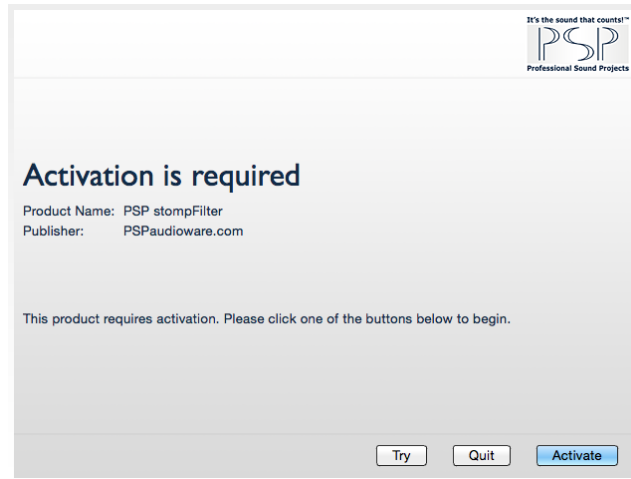 It's the sound that counts!™
PSP
Professional Sound Projects
Activation is required
Product Name: PSP stompFilter
Publisher: PSPaudioware.com
This product requires activation. Please click one of the buttons below to begin.
Try Quit Activate